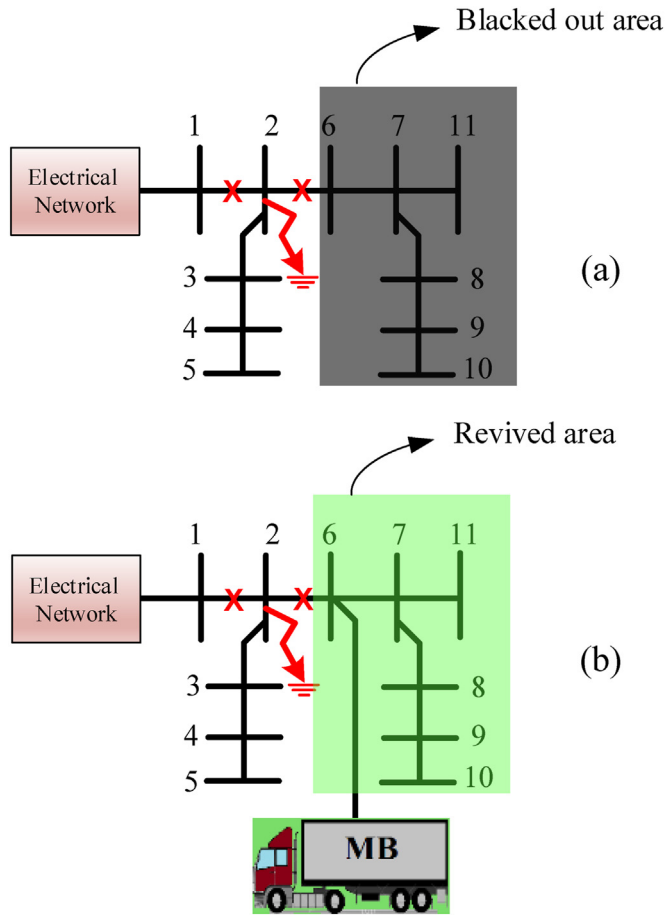 Blacked out area
1 2 6 7 11
Electrical
Network
3 8
(a)
4 9
5 10
Revived area
1 2 6 7 11
Electrical
Network
3 8
(b)
4 9
5 10
MB